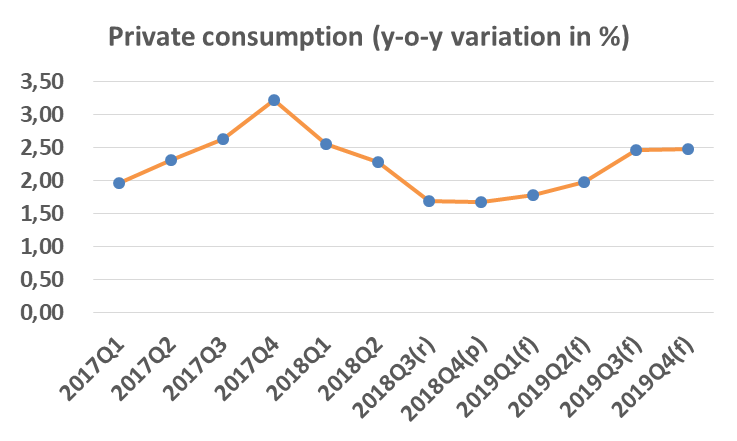 Private consumption (y-o-y variation in %)
3,50
3,00
2,50
2,00
1,50
1,00
0,50
0,00
2017Q1
2017Q2
2017Q3
2017Q4
2018Q1
2018Q2
2018Q3(r)
2018Q4(p)
2019Q1(f)
2019Q2(f)
2019Q3(f)
2019Q4(f)